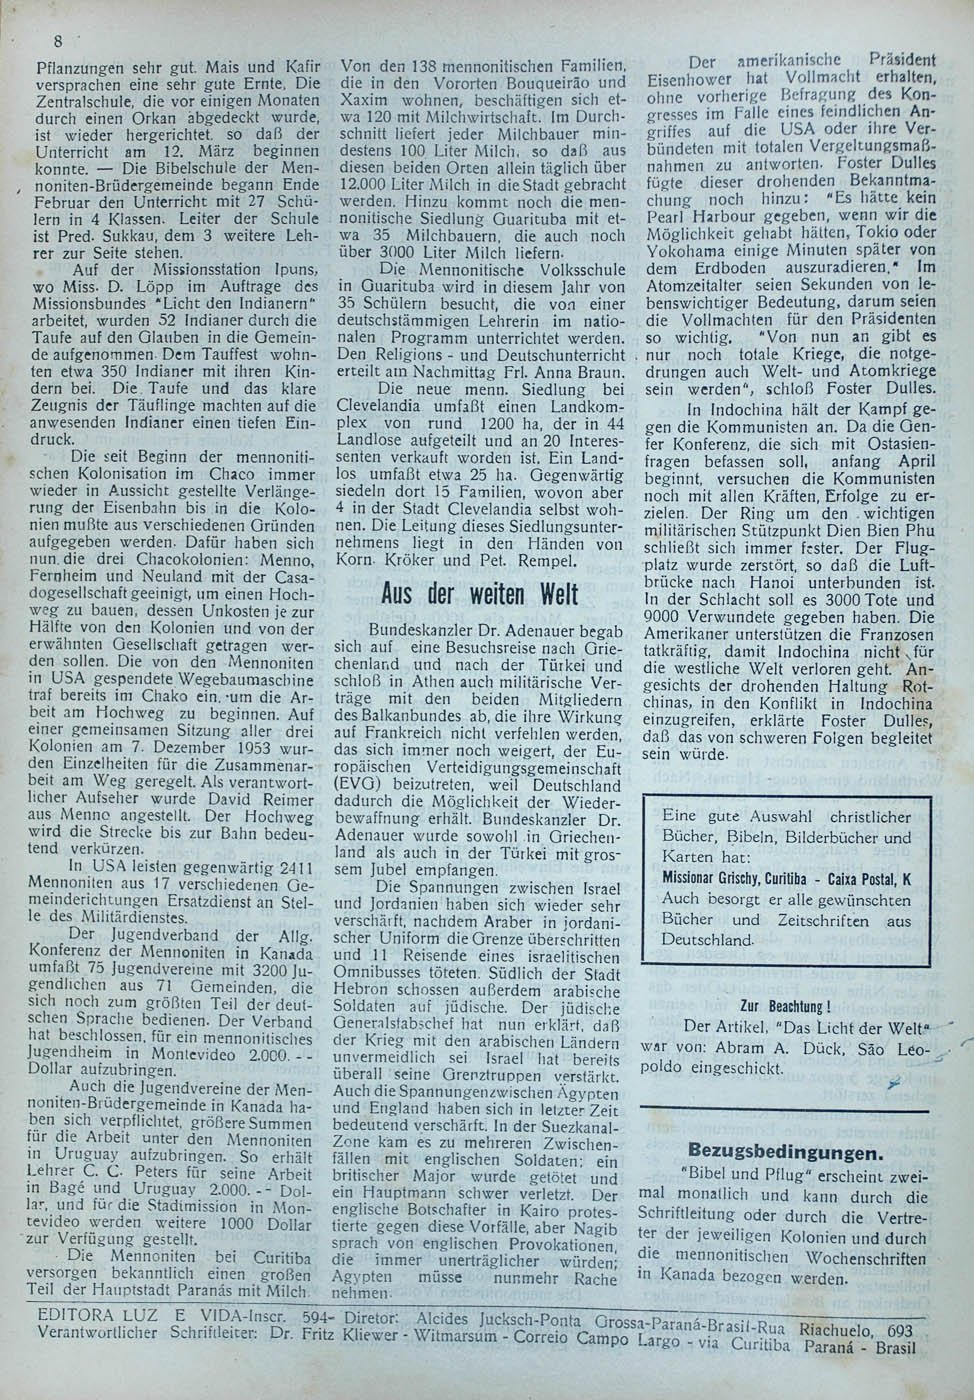 8
Pflanzungen sehr gut. Mais und Kafir
versprachen eine sehr gute Ernte, Die
Zentralschule, die vor einigen Monaten
durch einen Orkan abgedeckt wurde,
ist wieder hergerichtet, so daß der
Unterricht am 12. März beginnen
konnte. — Die Bibelschule der Men-
noniten-Brüdergemeinde begann Ende
Februar den Unterricht mit 27 Schü-
lern in 4 Klassen. Leiter der Schule
ist Pred. Sukkau, dem 3 weitere Leh-
rer zur Seite stehen.
Auf der Missionsstation Ipuns,
wo Miss. D. Löpp im Auftrage des
Missionsbundes "Licht den Indianern"
arbeitet, wurden 52 Indianer durch die
Taufe auf den Glauben in die Gemein-
de aufgenommen. Dem Tauffest wohn-
ten etwa 350 Indianer mit ihren Kin-
dern bei. Die Taufe und das klare
Zeugnis der Täuflinge machten auf die
anwesenden Indianer einen tiefen Ein-
druck.
Die seit Beginn der mennoniti-
schen Kolonisation im Chaco immer
wieder in Aussicht gestellte Verlänge-
rung der Eisenbahn bis in die Kolo-
nien mußte aus verschiedenen Gründen
aufgegeben werden. Dafür haben sich
nun die drei Chacokolonien: Menno,
Fernheim und Neuland mit der Casa-
dogesellschaft geeinigt, um einen Hoch-
weg zu bauen, dessen Unkosten je zur
Hälfte von den Kolonien und von der
erwähnten Gesellschaft getragen wer-
den sollen. Die von den Mennoniten
in USA gespendete Wegebaumaschine
traf bereits im Chako ein, um die Ar-
beit am Hochweg zu beginnen. Auf
einer gemeinsamen Sitzung aller drei
Kolonien am 7. Dezember 1953 wur-
den Einzelheiten für die Zusammenar-
beit am Weg geregelt. Als verantwort-
licher Aufseher wurde David Reimer
aus Menno angestellt. Der Hochweg
wird die Strecke bis zur Bahn bedeu-
tend verkürzen.
In USA leisten gegenwärtig 2411
Mennoniten aus 17 verschiedenen Ge-
meinderichtungen Ersatzdienst an Stel-
le des Militärdienstes.
Der Jugendverband der Allg.
Konferenz der Mennoniten in Kanada
umfaßt 75 Jugendvereine mit 3200 Ju-
gendlichen aus 71 Gemeinden, die
sich noch zum größten Teil der deut-
schen Sprache bedienen. Der Verband
hat beschlossen, für ein mennonitisches
Jugendheim in Montevideo 2.000. - -
Dollar aufzubringen.
Auch die Jugendvereine der Men-
noniten-Brüdergemeinde in Kanada ha-
ben sich verpflichtet, größere Summen
für die Arbeit unter den Mennoniten
in Uruguay aufzubringen. So erhält
Lehrer C. C. Peters für seine Arbeit
in Bagé und Uruguay 2.000. - - Dol-
lar, und für die Stadtmission in Mon-
tevideo werden weitere 1000 Dollar
zur Verfügung gestellt.
Die Mennoniten bei Curitiba
versorgen bekanntlich einen großen
Teil der Hauptstadt Paranás mit Milch.
Von den 138 mennonitischen Familien,
die in den Vororten Bouqueirão und
Xaxim wohnen, beschäftigen sich et-
wa 120 mit Milchwirtschaft. Im Durch-
schnitt liefert jeder Milchbauer min-
destens 100 Liter Milch, so daß aus
diesen beiden Orten allein täglich über
12.000 Liter Milch in die Stadt gebracht
werden. Hinzu kommt noch die men-
nonitische Siedlung Guarituba mit et-
wa 35 Milchbauern, die auch noch
über 3000 Liter Milch liefern.
Die Mennonitische Volksschule
in Guarituba wird in diesem Jahr von
35 Schülern besucht, die von einer
deutschstämmigen Lehrerin im natio-
nalen Programm unterrichtet werden.
Den Religions - und Deutschunterricht
erteilt am Nachmittag Frl. Anna Braun.
Die neue menn. Siedlung bei
Clevelandia umfaßt einen Landkom-
plex von rund 1200 ha, der in 44
Landlose aufgeteilt und an 20 Interes-
senten verkauft worden ist. Ein Land-
los umfaßt etwa 25 ha. Gegenwärtig
siedeln dort 15 Familien, wovon aber
4 in der Stadt Clevelandia selbst woh-
nen. Die Leitung dieses Siedlungsunter-
nehmens liegt in den Händen von
Korn. Kröker und Pet. Rempel.
Aus der weiten Welt
Bundeskanzler Dr. Adenauer begab
sich auf eine Besuchsreise nach Grie-
chenland und nach der Türkei und
schloß in Athen auch militärische Ver-
träge mit den beiden Mitgliedern
des Balkanbundes ab, die ihre Wirkung
auf Frankreich nicht verfehlen werden,
das sich immer noch weigert, der Eu-
ropäischen Verteidigungsgemeinschaft
(EVG) beizutreten, weil Deutschland
dadurch die Möglichkeit der Wieder-
bewaffnung erhält. Bundeskanzler Dr.
Adenauer wurde sowohl in Griechen-
land als auch in der Türkei mit gros-
sem Jubel empfangen.
Die Spannungen zwischen Israel
und Jordanien haben sich wieder sehr
verschärft, nachdem Araber in jordani-
scher Uniform die Grenze überschritten
und 11 Reisende eines israelitischen
Omnibusses töteten. Südlich der Stadt
Hebron schossen außerdem arabische
Soldaten auf jüdische. Der jüdische
Generalstabschef hat nun erklärt, daß
der Krieg mit den arabischen Ländern
unvermeidlich sei Israel hat bereits
überall seine Grenztruppen verstärkt.
Auch die Spannungen zwischen Ägypten
und England haben sich in letzter Zeit
bedeutend verschärft. In der Suezkanal-
Zone kam es zu mehreren Zwischen-
fällen mit englischen Soldaten; ein
britischer Major wurde getötet und
ein Hauptmann schwer verletzt. Der
englische Botschafter in Kairo protes-
tierte gegen diese Vorfälle, aber Nagib
sprach von englischen Provokationen,
die immer unerträglicher würden;
Ägypten müsse nunmehr Rache
nehmen.
Der amerikanische Präsident
Eisenhower hat Vollmacht erhalten,
ohne vorherige Befragung des Kon-
gresses im Falle eines feindlichen An-
griffes auf die USA oder ihre Ver-
bündeten mit totalen Vergeltungsmaß-
nahmen zu antworten. Foster Dulles
fügte dieser drohenden Bekanntma-
chung noch hinzu: "Es hätte kein
Pearl Harbour gegeben, wenn wir die
Möglichkeit gehabt hätten, Tokio oder
Yokohama einige Minuten später von
dem Erdboden auszuradieren." Im
Atomzeitalter seien Sekunden von le-
benswichtiger Bedeutung, darum seien
die Vollmachten für den Präsidenten
so wichtig. "Von nun an gibt es
nur noch totale Kriege, die notge-
drungen auch Welt- und Atomkriege
sein werden", schloß Foster Dulles.
In Indochina hält der Kampf ge-
gen die Kommunisten an. Da die Gen-
fer Konferenz, die sich mit Ostasien-
fragen befassen soll, anfang April
beginnt, versuchen die Kommunisten
noch mit allen Kräften, Erfolge zu er-
zielen. Der Ring um den wichtigen
militärischen Stützpunkt Dien Bien Phu
schließt sich immer fester. Der Flug-
platz wurde zerstört, so daß die Luft-
brücke nach Hanoi unterbunden ist.
In der Schlacht soll es 3000 Tote und
9000 Verwundete gegeben haben. Die
Amerikaner unterstützen die Franzosen
tatkräftig, damit Indochina nicht für
die westliche Welt verloren geht. An-
gesichts der drohenden Haltung Rot-
chinas, in den Konflikt in Indochina
einzugreifen, erklärte Foster Dulles,
daß das von schweren Folgen begleitet
sein würde.
Eine gute Auswahl christlicher
Bücher, Bibeln, Bilderbücher und
Karten hat:
Missionar Grischy, Curitiba - Caixa Postal, K
Auch besorgt er alle gewünschten
Bücher und Zeitschriften aus
Deutschland.
Zur Beachtung!
Der Artikel, "Das Licht der Welt"
war von: Abram A. Dück, São Leo-
poldo eingeschickt.
Bezugsbedingungen.
"Bibel und Pflug" erscheint zwei-
mal monatlich und kann durch die
Schriftleitung oder durch die Vertre-
ter der jeweiligen Kolonien und durch
die mennonitischen Wochenschriften
in Kanada bezogen werden.
EDITORA LUZ E VIDA-Inscr. 594- Diretor: Alcides Jucksch-Ponta Grossa-Paraná-Brasil-Rua Riachuelo, 693
Verantwortlicher Schriftleiter: Dr. Fritz Kliewer - Witmarsum - Correio Campo Largo - via Curitiba Paraná - Brasil